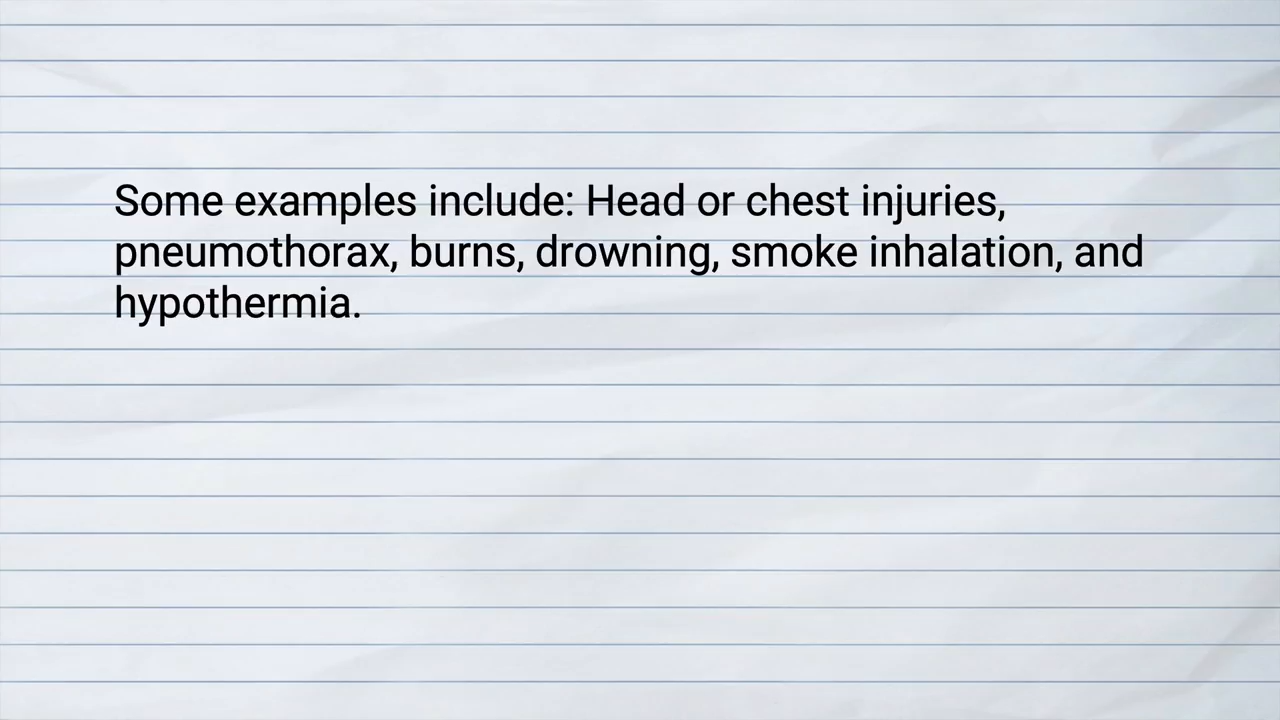 Some examples include: Head or chest injuries,
pneumothorax, burns, drowning, smoke inhalation, and
hypothermia.